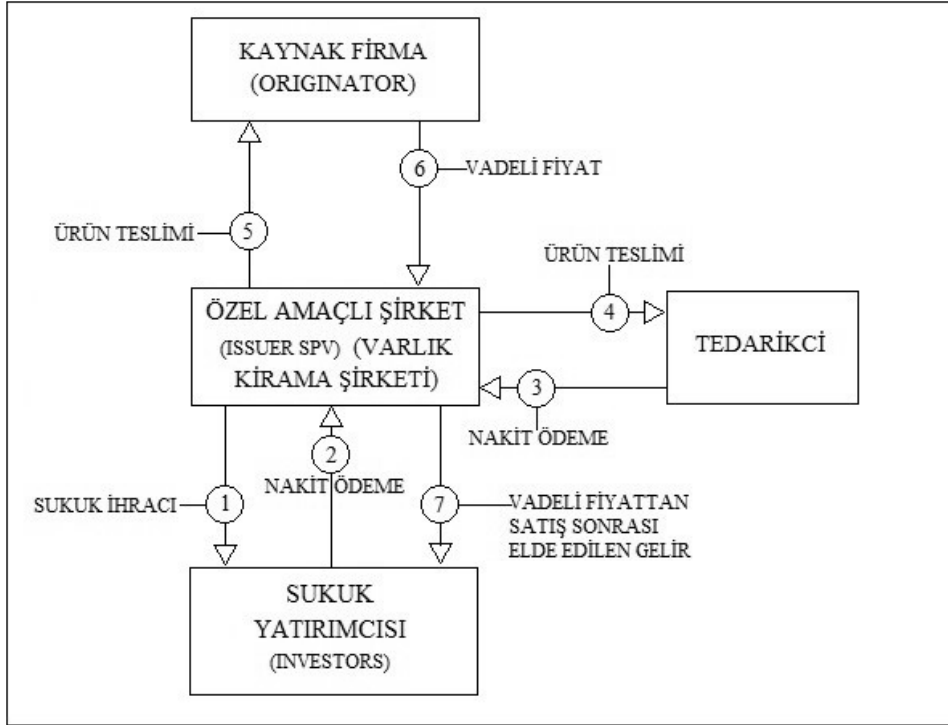 KAYNAK FİRMA
(ORIGINATOR)
6
VADELİ FİYAT
5
ÜRÜN TESLİMİ
ÜRÜN TESLİMİ
4
ÖZEL AMAÇLI ŞİRKET
(ISSUER SPV) (VARLIK
KİRAMA ŞİRKETİ)
TEDARİKCİ
3
NAKİT ÖDEME
2
NAKİT ÖDEME
SUKUK İHRACI
1
7
VADELİ FİYATTAN
SATIŞ SONRASI
ELDE EDİLEN GELİR
SUKUK
YATIRIMCISI
(INVESTORS)